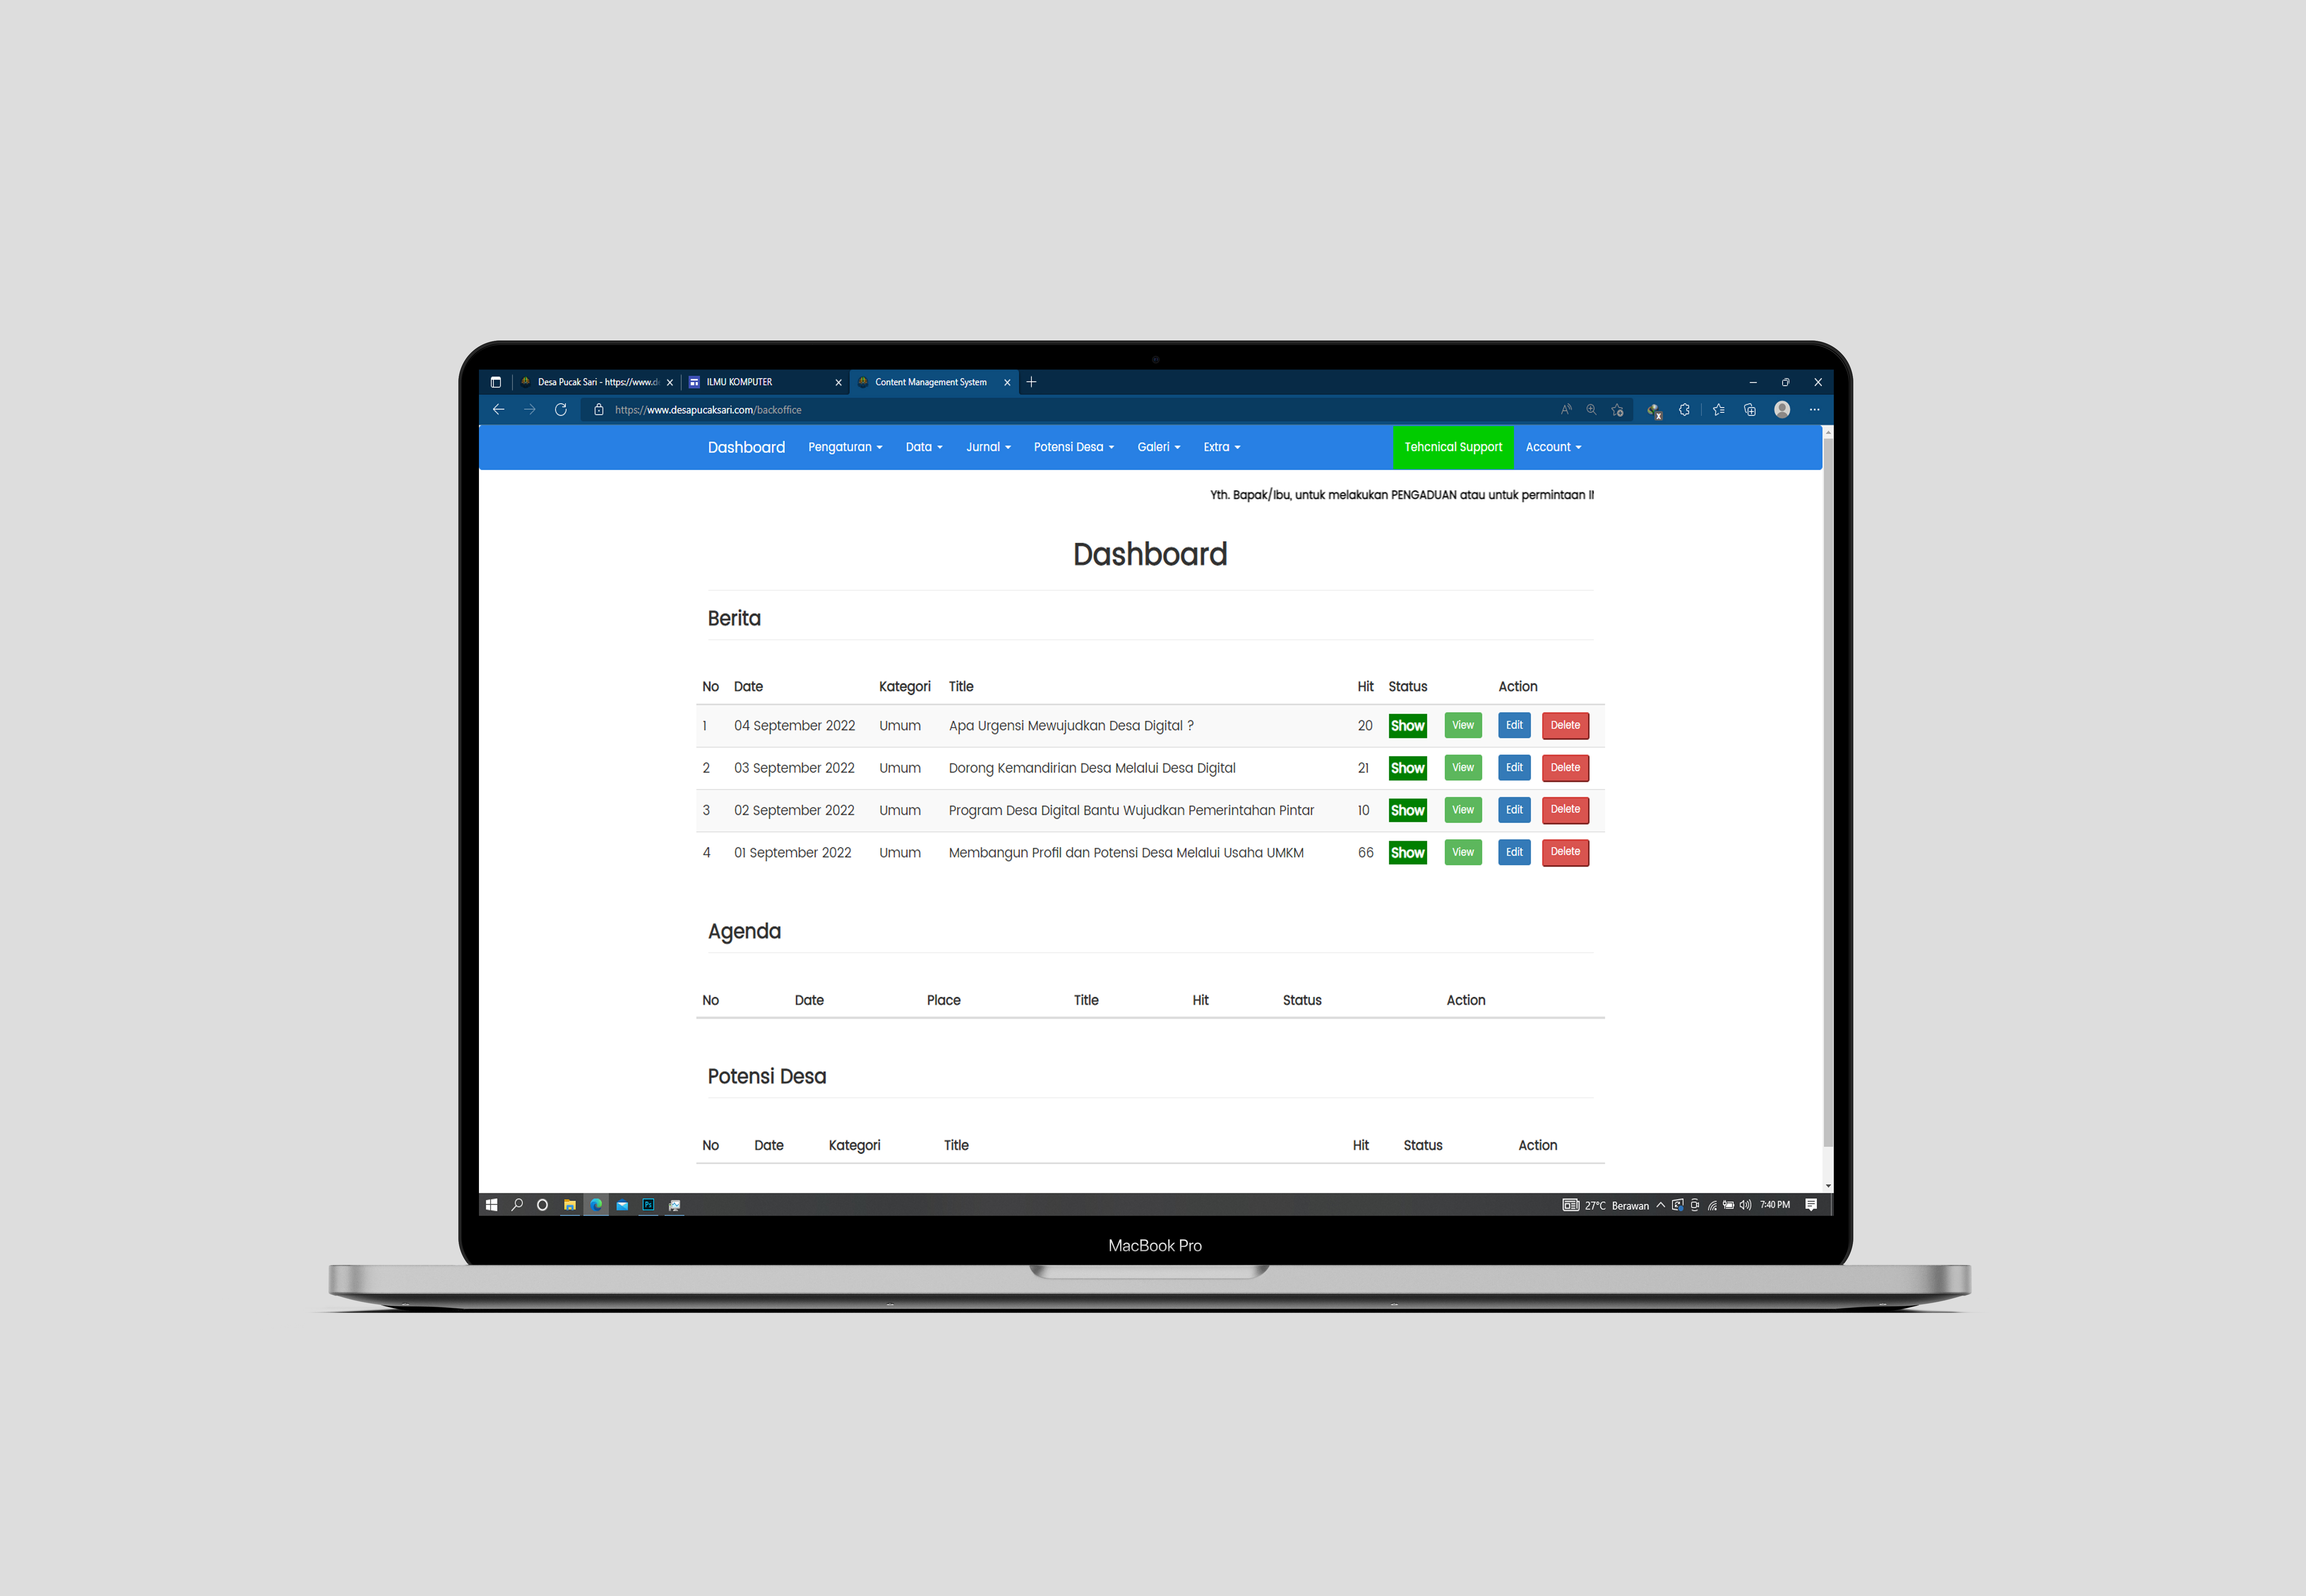 Desa Pucak Sari - https://www.d ILMU KOMPUTER Content Management System
https://www.desapucaksari.com/backoffice
Dashboard Pengaturan Data Jurnal Potensi Desa Galeri Extra Tehcnical Support Account
Yth. Bapak/Ibu, untuk melakukan PENGADUAN atau untuk permintaan
Dashboard
Berita
No Date Kategori Title Hit Status Action
1 04 September 2022 Umum Apa Urgensi Mewujudkan Desa Digital ? 20 Show View Edit Delete
2 03 September 2022 Umum Dorong Kemandirian Desa Melalui Desa Digital 21 Show View Edit Delete
3 02 September 2022 Umum Program Desa Digital Bantu Wujudkan Pemerintahan Pintar 10 Show View Edit Delete
4 01 September 2022 Umum Membangun Profil dan Potensi Desa Melalui Usaha UMKM 66 Show View Edit Delete
Agenda
No Date Place Title Hit Status Action
Potensi Desa
No Date Kategori Title Hit Status Action
Ps 27°C Berawan 7:40 PM
MacBook Pro